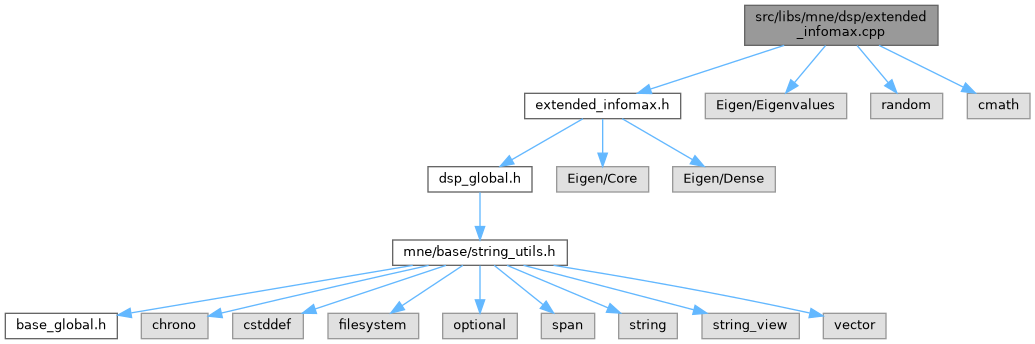 src/libs/mne/dsp/extended
_infomax.cpp
extended_infomax.h
Eigen/Eigenvalues
random
cmath
dsp_global.h
Eigen/Core
Eigen/Dense
mne/base/string_utils.h
base_global.h
chrono
cstddef
filesystem
optional
span
string
string_view
vector